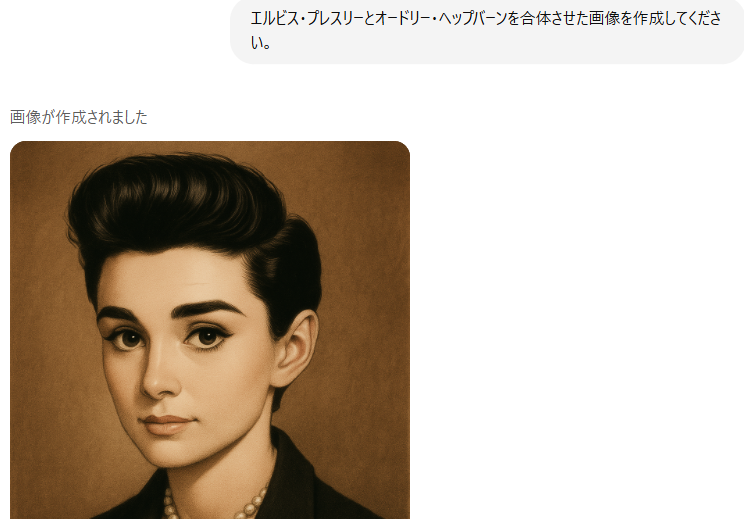 エルビス・プレスリーとオードリー・ヘップバーンを合体させた画像を作成してくださ
い。
画像が作成されました